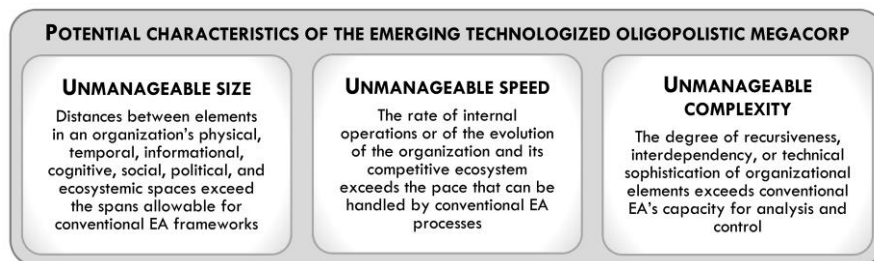 POTENTIAL CHARACTERISTICS OF THE EMERGING TECHNOLOGIZED OLIGOPOLISTIC MEGACORP
UNMANAGEABLE SIZE
Distances between elements
in an organization's physical,
temporal, informational,
cognitive, social, political, and
ecosystemic spaces exceed
the spans allowable for
conventional EA frameworks
UNMANAGEABLE SPEED
The rate of internal
operations or of the evolution
of the organization and its
competitive ecosystem
exceeds the pace that can be
handled by conventional EA
processes
UNMANAGEABLE
COMPLEXITY
The degree of recursiveness,
interdependency, or technical
sophistication of organizational
elements exceeds conventional
EA's capacity for analysis and
control